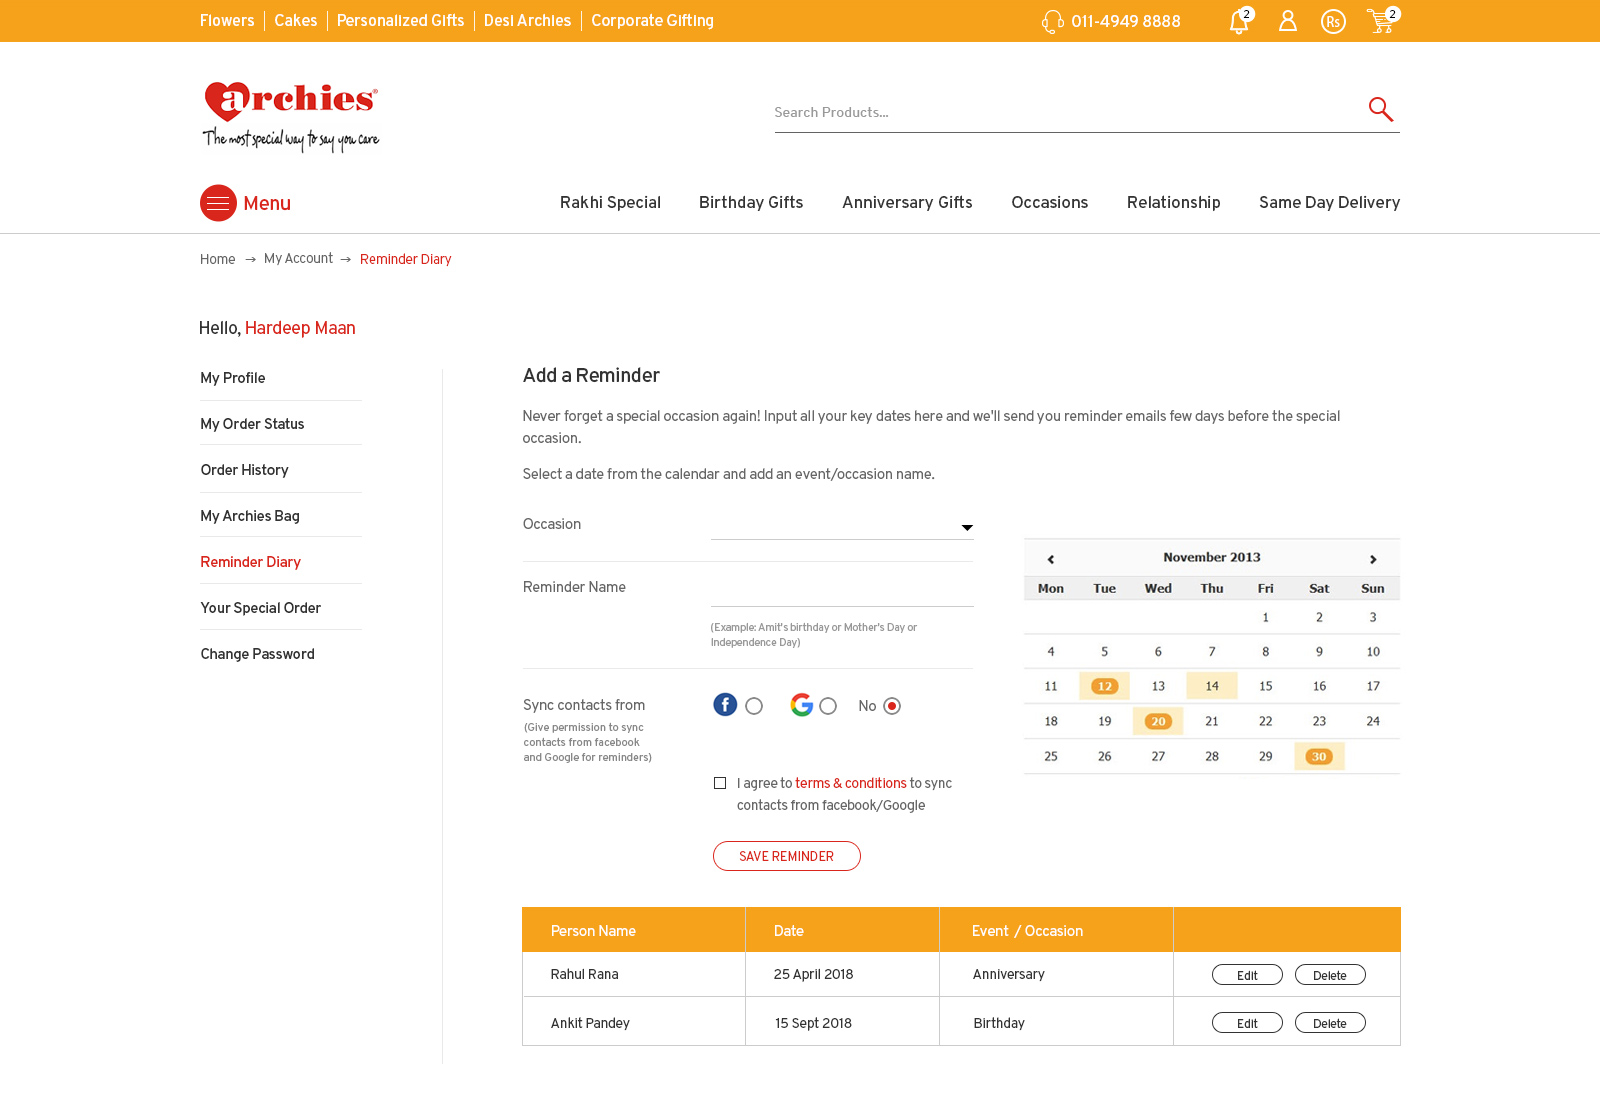 Flowers Cakes Personalized Gifts Desi Archies Corporate Gifting 011-4949 8888 2 Rs 2
archies®
The most special way to say you care
Search Products...
Menu Rakhi Special Birthday Gifts Anniversary Gifts Occasions Relationship Same Day Delivery
Home → My Account → Reminder Diary
Hello, Hardeep Maan
My Profile
My Order Status
Order History
My Archies Bag
Reminder Diary
Your Special Order
Change Password
Add a Reminder
Never forget a special occasion again! Input all your key dates here and we'll send you reminder emails few days before the special
occasion.
Select a date from the calendar and add an event/occasion name.
Occasion
Reminder Name
(Example: Amit's birthday or Mother's Day or
Independence Day)
Sync contacts from
(Give permission to sync
contacts from facebook
and Google for reminders)
f G No
I agree to terms & conditions to sync
contacts from facebook/Google
SAVE REMINDER
November 2013
Mon Tue Wed Thu Fri Sat Sun
1 2 3
4 5 6 7 8 9 10
11 12 13 14 15 16 17
18 19 20 21 22 23 24
25 26 27 28 29 30
Person Name Date Event / Occasion
Rahul Rana 25 April 2018 Anniversary Edit Delete
Ankit Pandey 15 Sept 2018 Birthday Edit Delete